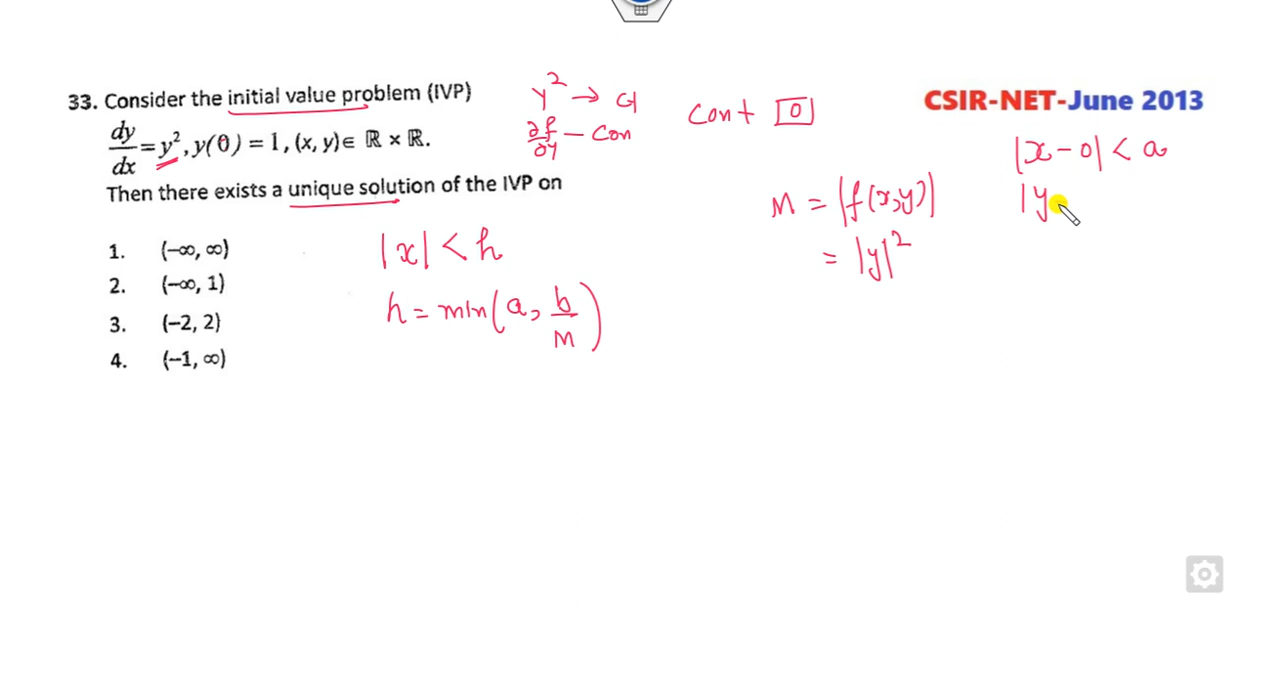 33. Consider the initial value problem (IVP)
dy/dx = y², y(0) = 1, (x, y)∈ ℝ × ℝ.
Then there exists a unique solution of the IVP on
1. (−∞, ∞)
2. (−∞, 1)
3. (−2, 2)
4. (−1, ∞)
y² →
∂f/∂y – Con
Cont 0
CSIR-NET-June 2013
|x − 0| < a
|y
M = |f(x,y)|
= |y|²
|x| < h
h = min(a, b/M)